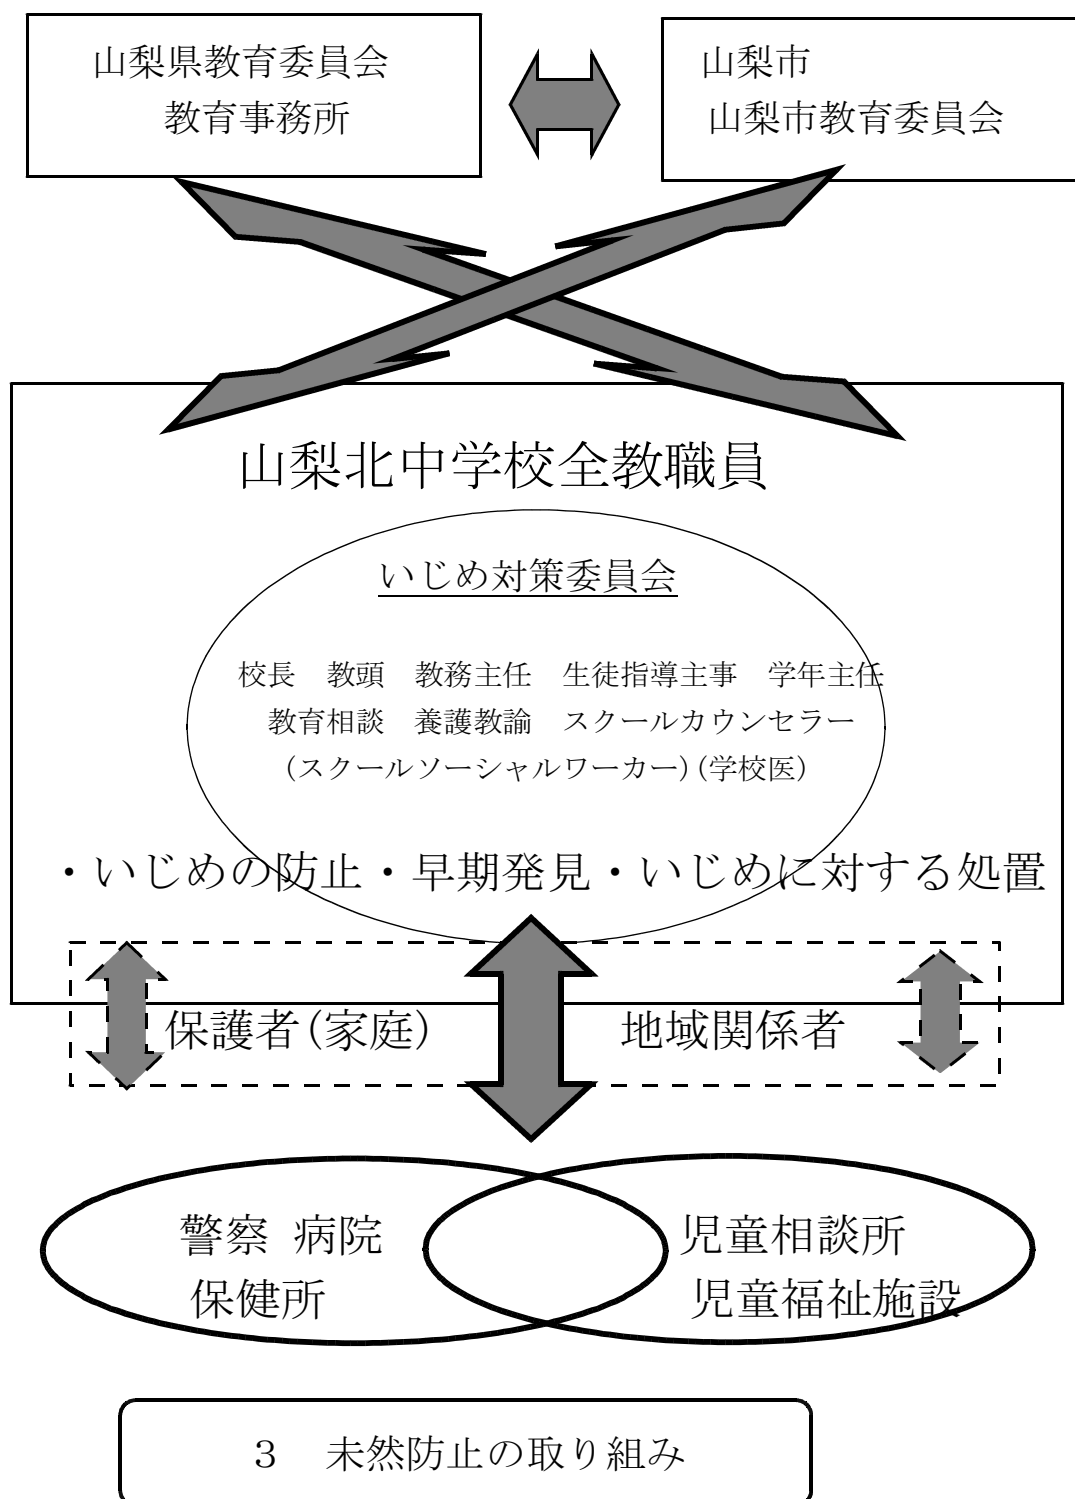 山梨県教育委員会
教育事務所
山梨市
山梨市教育委員会
山梨北中学校全教職員
いじめ対策委員会
校長　教頭　教務主任　生徒指導主事　学年主任
教育相談　養護教諭　スクールカウンセラー
(スクールソーシャルワーカー)(学校医)
・いじめの防止・早期発見・いじめに対する処置
保護者(家庭)
地域関係者
警察 病院
保健所
児童相談所
児童福祉施設
３　未然防止の取り組み